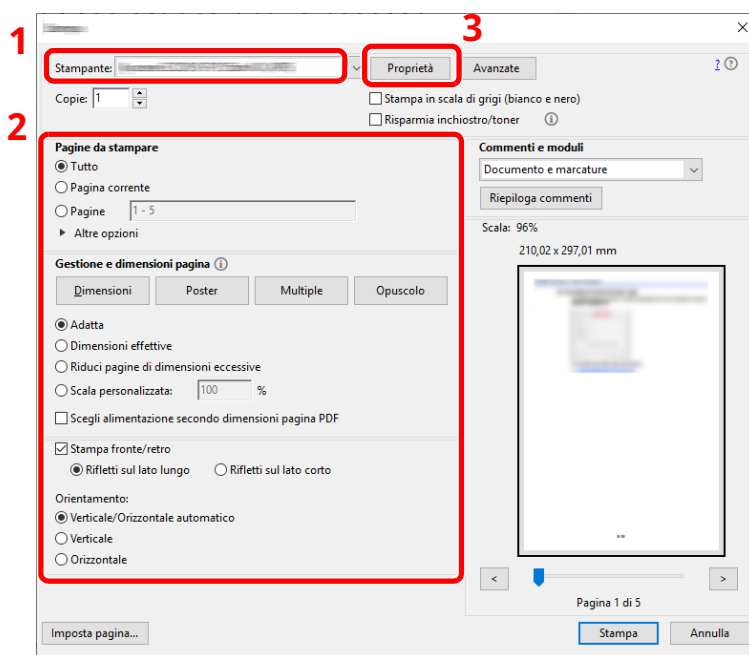 1
3
Stampante:
Proprietà
Avanzate
?
Copie: 1
Stampa in scala di grigi (bianco e nero)
Risparmia inchiostro/toner
2
Pagine da stampare
Tutto
Pagina corrente
Pagine 1 - 5
Altre opzioni
Gestione e dimensioni pagina
Dimensioni Poster Multiple Opuscolo
Adatta
Dimensioni effettive
Riduci pagine di dimensioni eccessive
Scala personalizzata: 100 %
Scegli alimentazione secondo dimensioni pagina PDF
Stampa fronte/retro
Rifletti sul lato lungo Rifletti sul lato corto
Orientamento:
Verticale/Orizzontale automatico
Verticale
Orizzontale
Commenti e moduli
Documento e marcature
Riepiloga commenti
Scala: 96%
210,02 x 297,01 mm
< >
Pagina 1 di 5
Imposta pagina...
Stampa Annulla